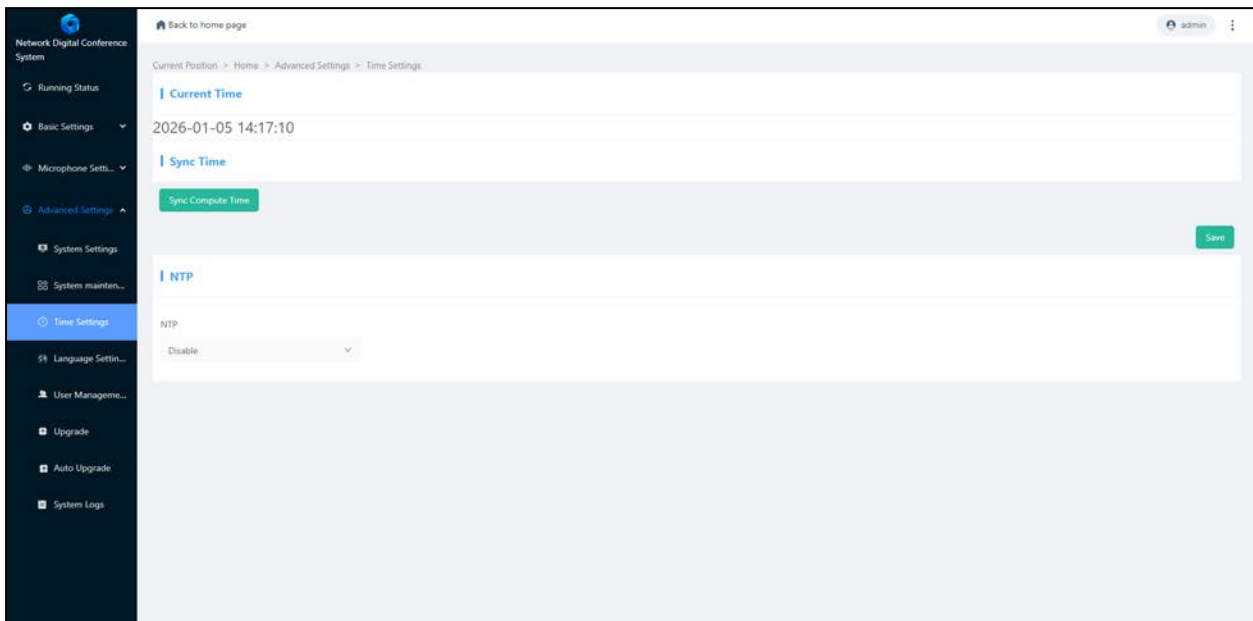 Network Digital Conference
System
Running Status
Basic Settings
Microphone Setti...
Advanced Settings
System Settings
System mainten...
Time Settings
Language Settin...
User Manageme...
Upgrade
Auto Upgrade
System Logs
Back to home page
admin
Current Position > Home > Advanced Settings > Time Settings
Current Time
2026-01-05 14:17:10
Sync Time
Sync Compute Time
Save
NTP
NTP
Disable